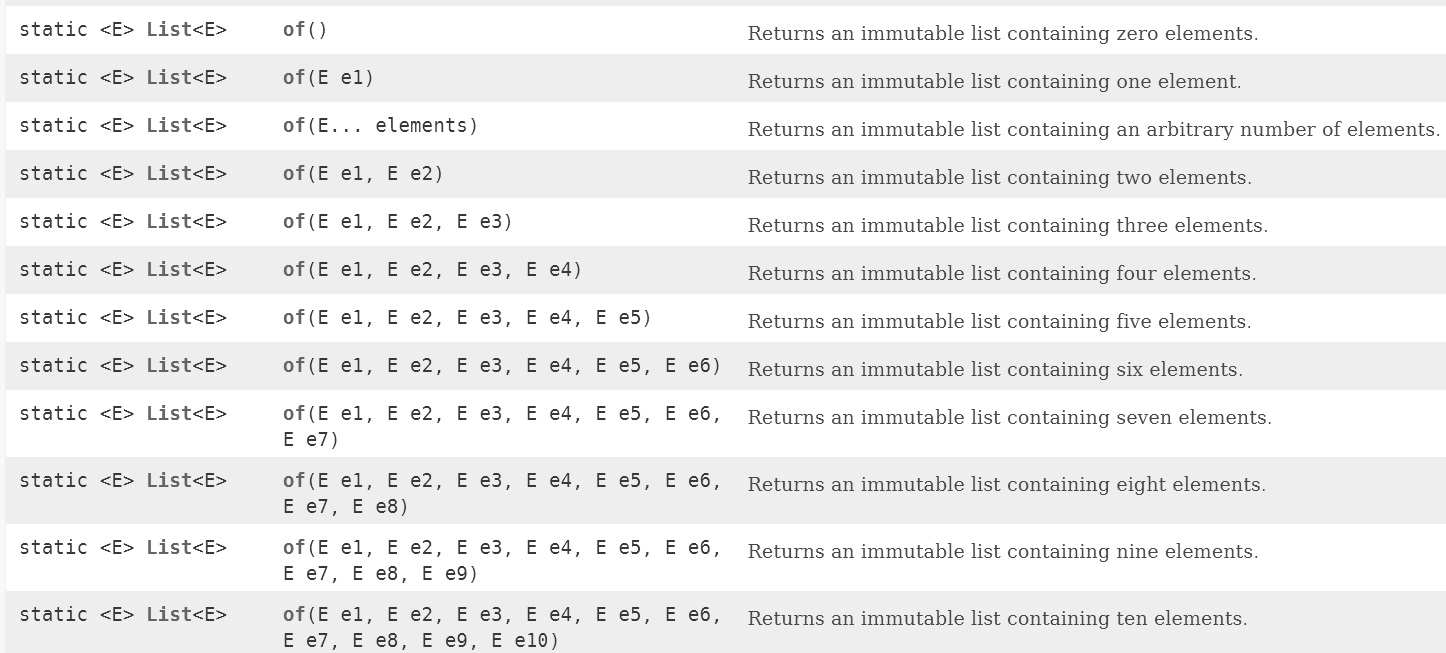 static <E> List<E> of() Returns an immutable list containing zero elements.
static <E> List<E> of(E e1) Returns an immutable list containing one element.
static <E> List<E> of(E... elements) Returns an immutable list containing an arbitrary number of elements.
static <E> List<E> of(E e1, E e2) Returns an immutable list containing two elements.
static <E> List<E> of(E e1, E e2, E e3) Returns an immutable list containing three elements.
static <E> List<E> of(E e1, E e2, E e3, E e4) Returns an immutable list containing four elements.
static <E> List<E> of(E e1, E e2, E e3, E e4, E e5) Returns an immutable list containing five elements.
static <E> List<E> of(E e1, E e2, E e3, E e4, E e5, E e6) Returns an immutable list containing six elements.
static <E> List<E> of(E e1, E e2, E e3, E e4, E e5, E e6, Returns an immutable list containing seven elements.
E e7)
static <E> List<E> of(E e1, E e2, E e3, E e4, E e5, E e6, Returns an immutable list containing eight elements.
E e7, E e8)
static <E> List<E> of(E e1, E e2, E e3, E e4, E e5, E e6, Returns an immutable list containing nine elements.
E e7, E e8, E e9)
static <E> List<E> of(E e1, E e2, E e3, E e4, E e5, E e6, Returns an immutable list containing ten elements.
E e7, E e8, E e9, E e10)